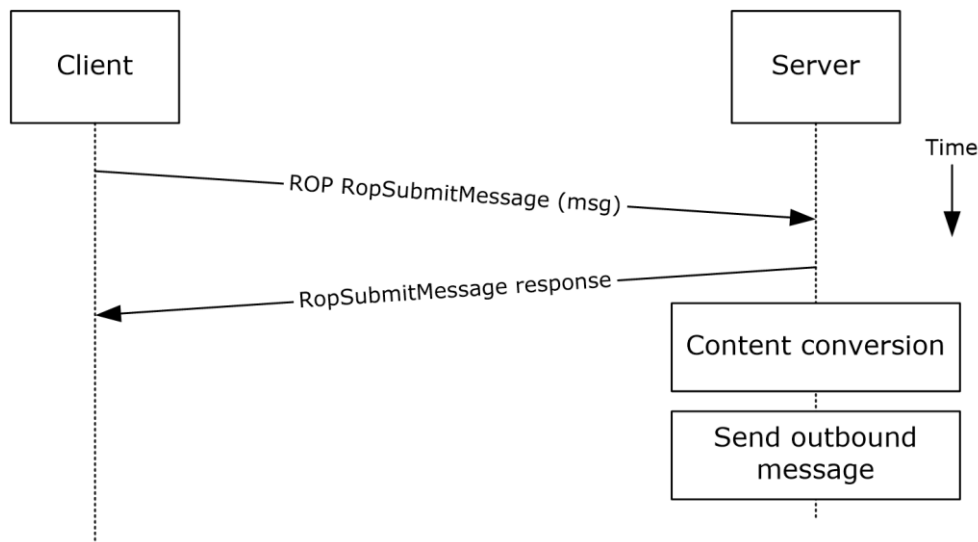 Client
Server
Time
ROP RopSubmitMessage (msg)
RopSubmitMessage response
Content conversion
Send outbound
message